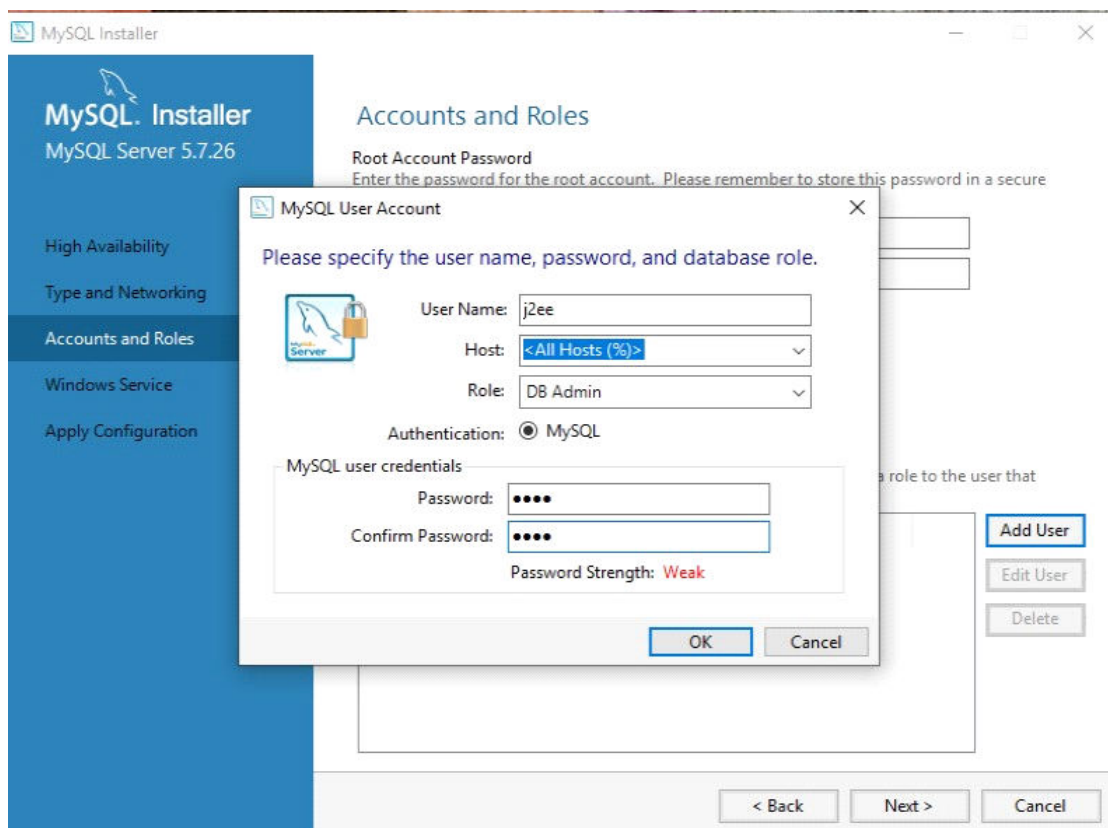 MySQL Installer
MySQL. Installer
MySQL Server 5.7.26
High Availability
Type and Networking
Accounts and Roles
Windows Service
Apply Configuration
Accounts and Roles
Root Account Password
Enter the password for the root account. Please remember to store this password in a secure
MySQL User Account
Please specify the user name, password, and database role.
MySQL
Server
User Name: j2ee
Host: <All Hosts (%)>
Role: DB Admin
Authentication: MySQL
MySQL user credentials
Password: ●●●●
Confirm Password: ●●●●
Password Strength: Weak
OK Cancel
role to the user that
Add User
Edit User
Delete
< Back Next > Cancel